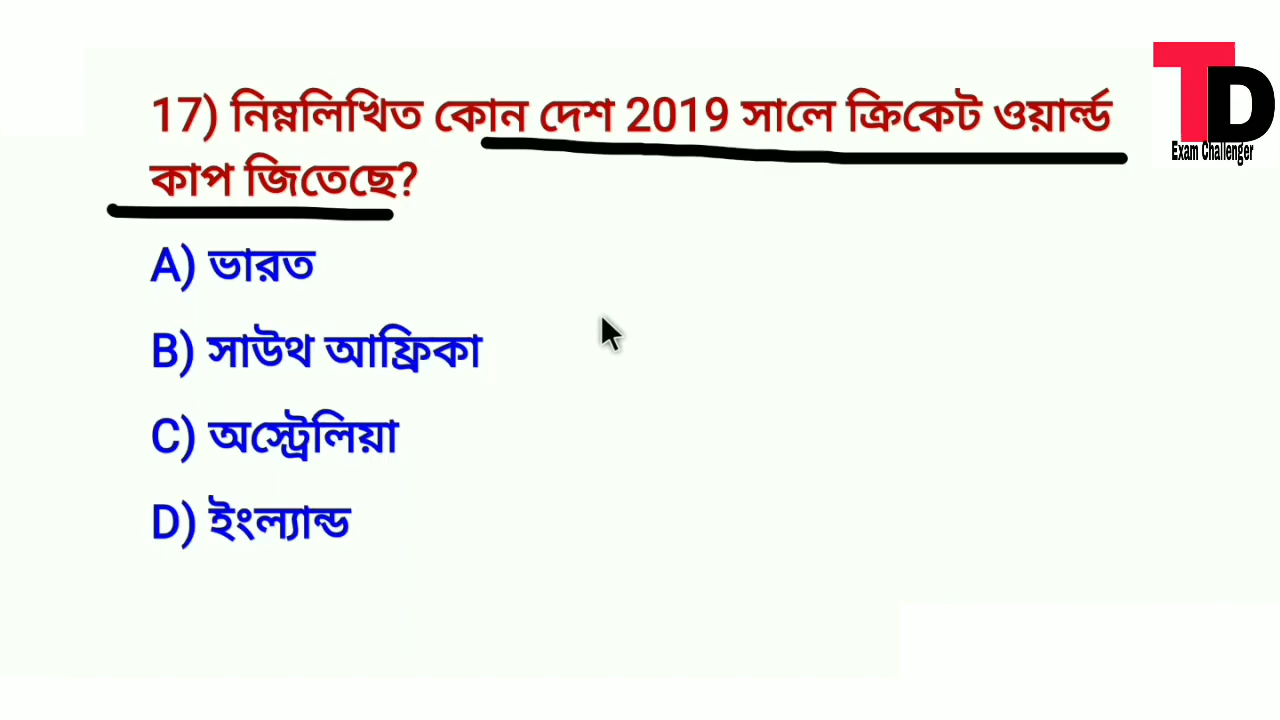 17) নিম্নলিখিত কোন দেশ 2019 সালে ক্রিকেট ওয়ার্ল্ড
কাপ জিতেছে?
A) ভারত
B) সাউথ আফ্রিকা
C) অস্ট্রেলিয়া
D) ইংল্যান্ড
TD
Exam Challenger